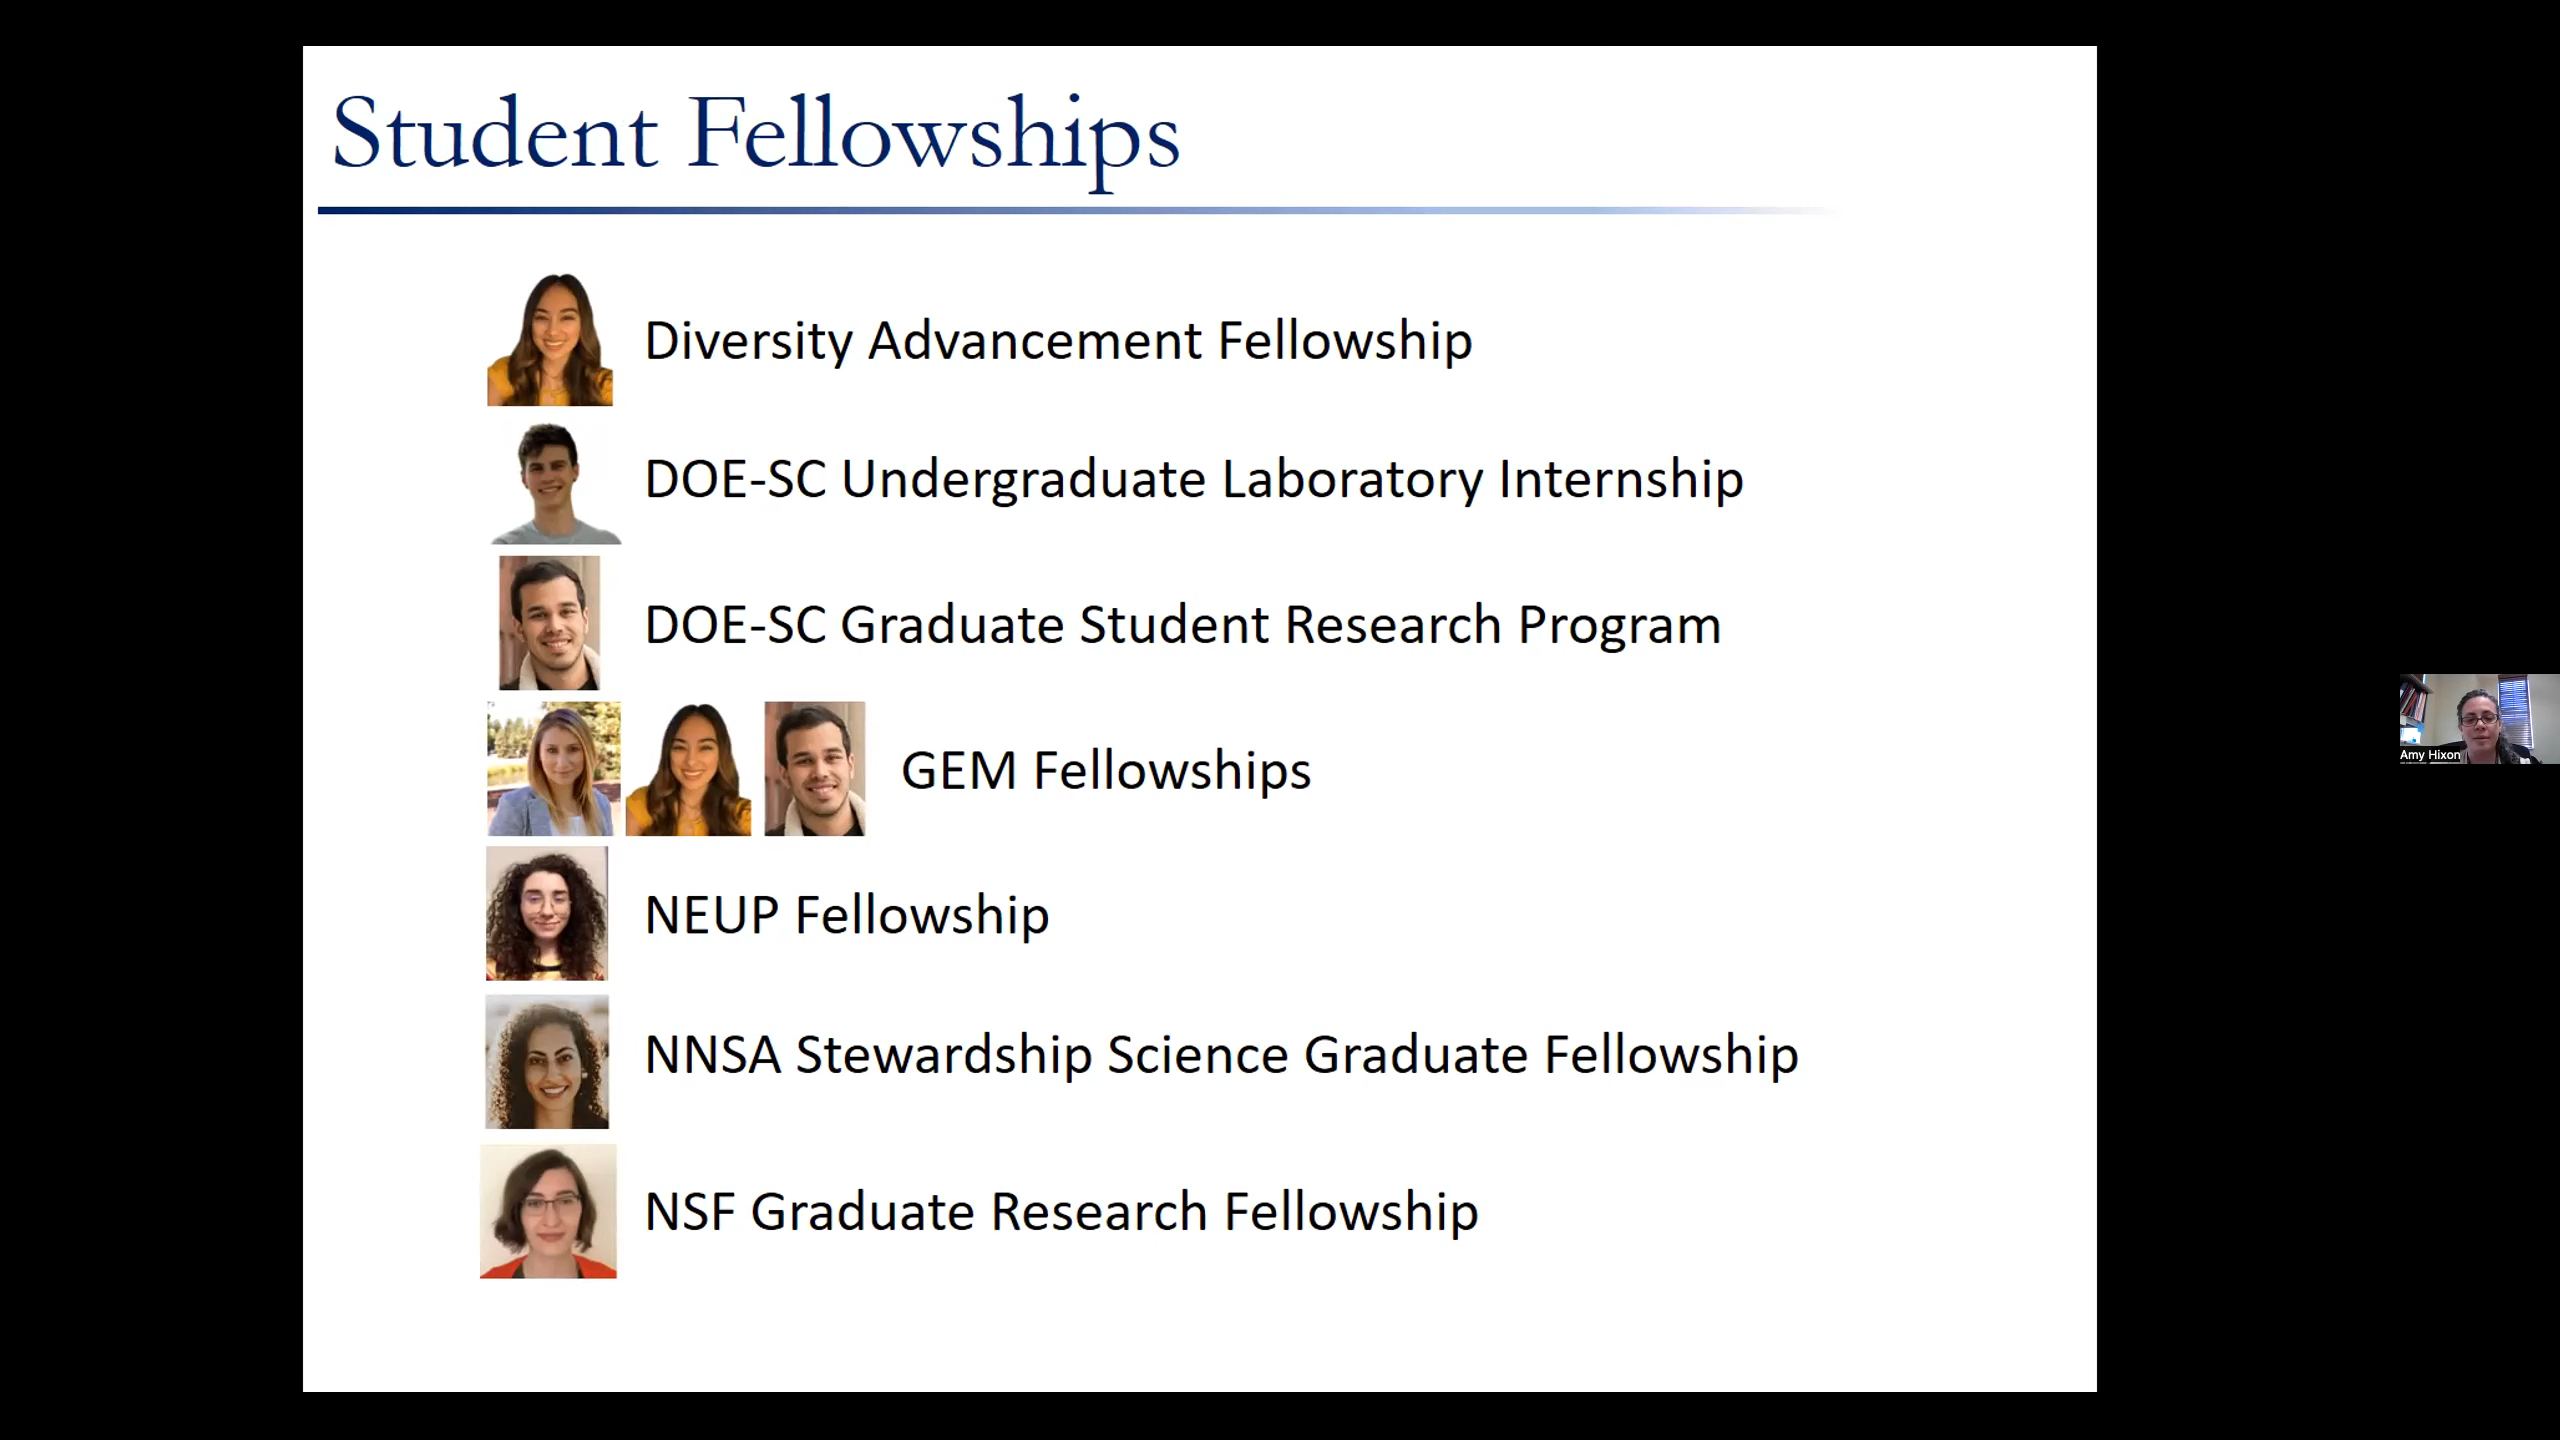 Student Fellowships
Diversity Advancement Fellowship
DOE-SC Undergraduate Laboratory Internship
DOE-SC Graduate Student Research Program
GEM Fellowships
Amy Hixon
NEUP Fellowship
NNSA Stewardship Science Graduate Fellowship
NSF Graduate Research Fellowship